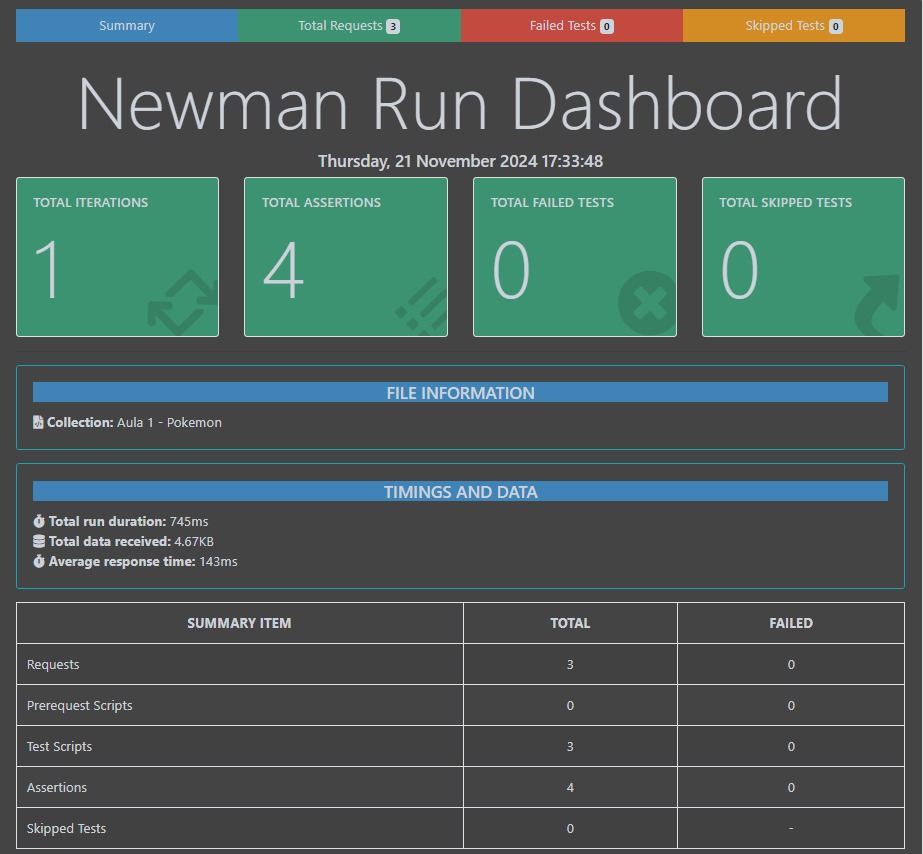 Summary Total Requests 3 Failed Tests 0 Skipped Tests 0
Newman Run Dashboard
Thursday, 21 November 2024 17:33:48
TOTAL ITERATIONS
1
TOTAL ASSERTIONS
4
TOTAL FAILED TESTS
0
TOTAL SKIPPED TESTS
0
FILE INFORMATION
Collection: Aula 1 - Pokemon
TIMINGS AND DATA
Total run duration: 745ms
Total data received: 4.67KB
Average response time: 143ms
SUMMARY ITEM TOTAL FAILED
Requests 3 0
Prerequest Scripts 0 0
Test Scripts 3 0
Assertions 4 0
Skipped Tests 0 -